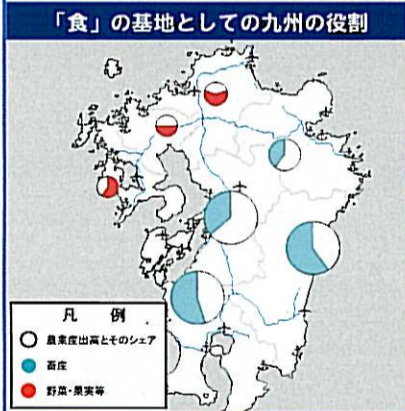 「食」の基地としての九州の役割
凡 例
農業産出高とそのシェア
畜産
野菜・果実等